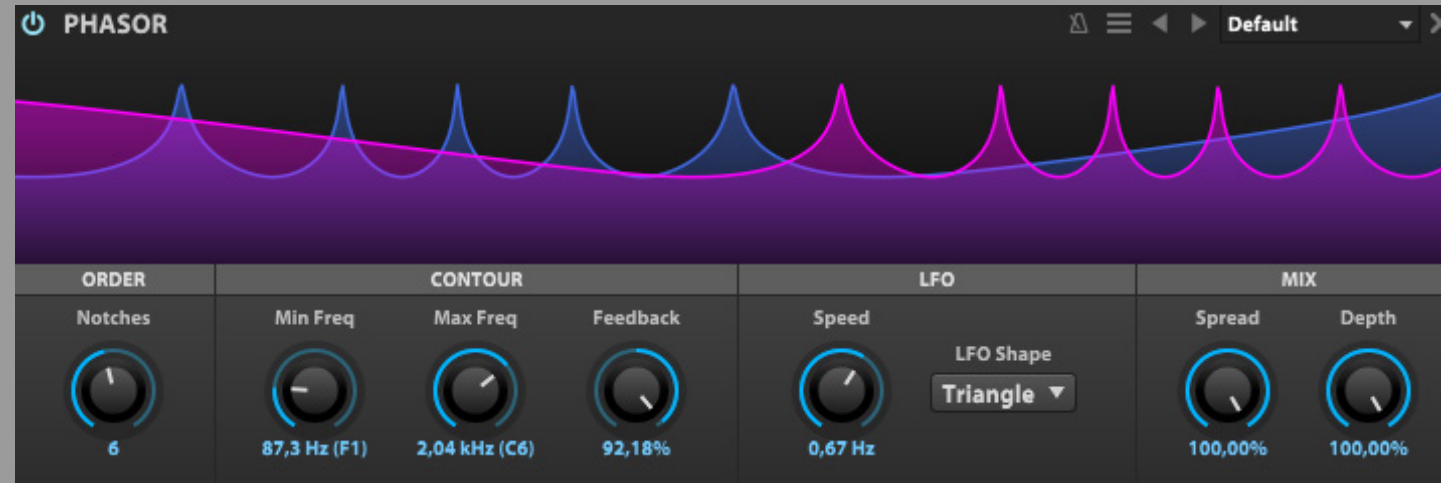 PHASOR
Default
ORDER CONTOUR LFO MIX
Notches Min Freq Max Freq Feedback Speed Spread Depth
LFO Shape
Triangle
6 87,3 Hz (F1) 2,04 kHz (C6) 92,18% 0,67 Hz 100,00% 100,00%